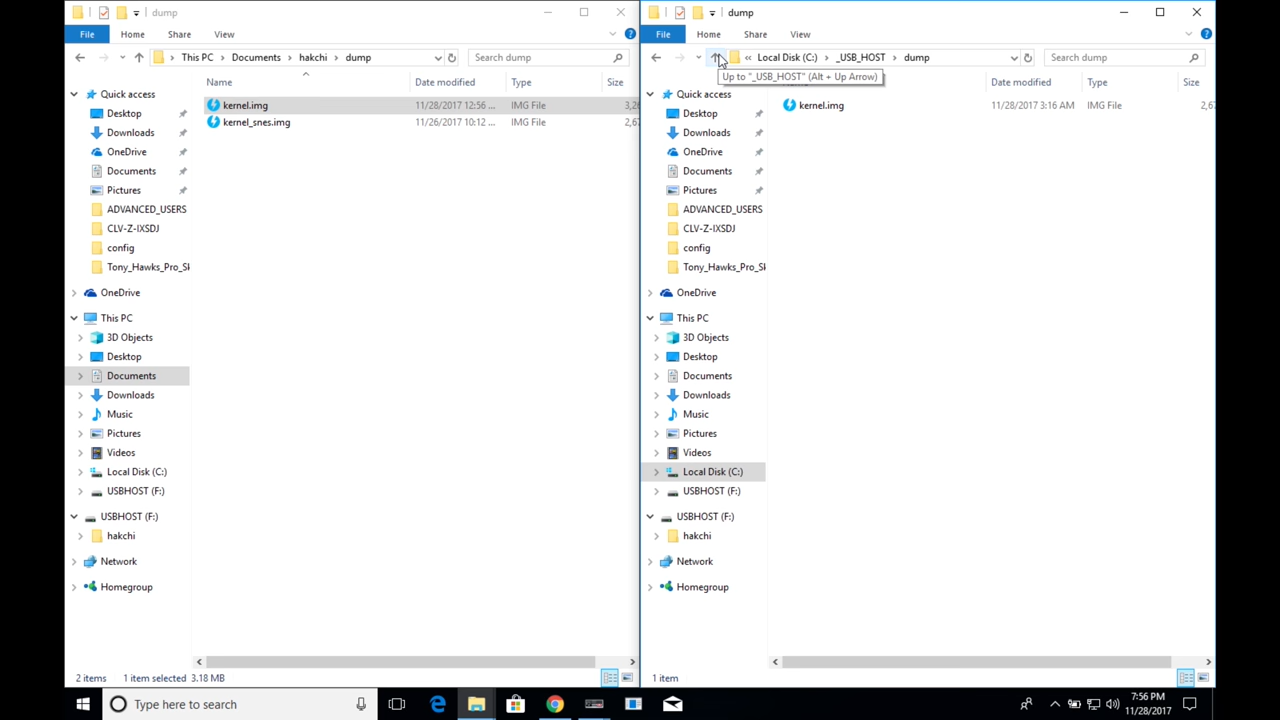 dump
File Home Share View
This PC Documents hakchi dump
Search dump
Name Date modified Type Size
kernel.img 11/28/2017 12:56 ... IMG File 3,26
kernel_snes.img 11/26/2017 10:12 ... IMG File 2,67
Quick access
Desktop
Downloads
OneDrive
Documents
Pictures
ADVANCED_USERS
CLV-Z-IXSDJ
config
Tony_Hawks_Pro_Sk
OneDrive
This PC
3D Objects
Desktop
Documents
Downloads
Music
Pictures
Videos
Local Disk (C:)
USBHOST (F:)
USBHOST (F:)
hakchi
Network
Homegroup
2 items 1 item selected 3.18 MB
dump
File Home Share View
« Local Disk (C:) _USB_HOST dump
Search dump
Up to "_USB_HOST" (Alt + Up Arrow)
Date modified Type Size
kernel.img 11/28/2017 3:16 AM IMG File 2,67
Quick access
Desktop
Downloads
OneDrive
Documents
Pictures
ADVANCED_USERS
CLV-Z-IXSDJ
config
Tony_Hawks_Pro_Sk
OneDrive
This PC
3D Objects
Desktop
Documents
Downloads
Music
Pictures
Videos
Local Disk (C:)
USBHOST (F:)
USBHOST (F:)
hakchi
Network
Homegroup
1 item
Type here to search
7:56 PM
11/28/2017